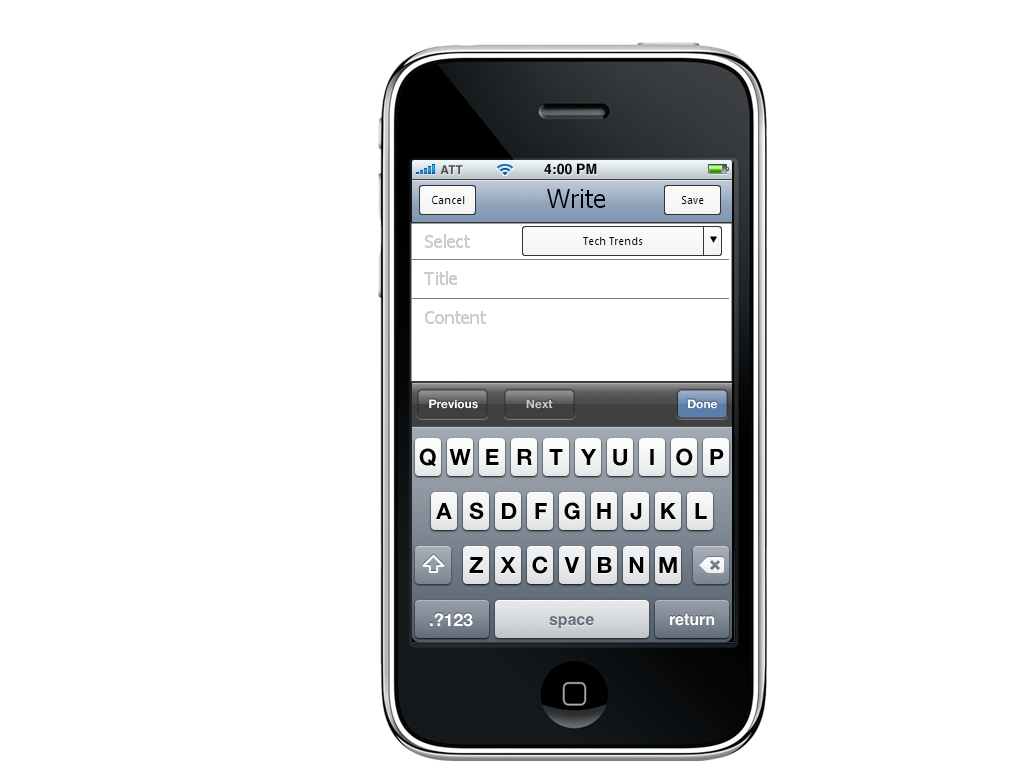 ATT 4:00 PM
Cancel Write Save
Select Tech Trends ▼
Title
Content
Previous Next Done
Q W E R T Y U I O P
A S D F G H J K L
Z X C V B N M
.?123 space return